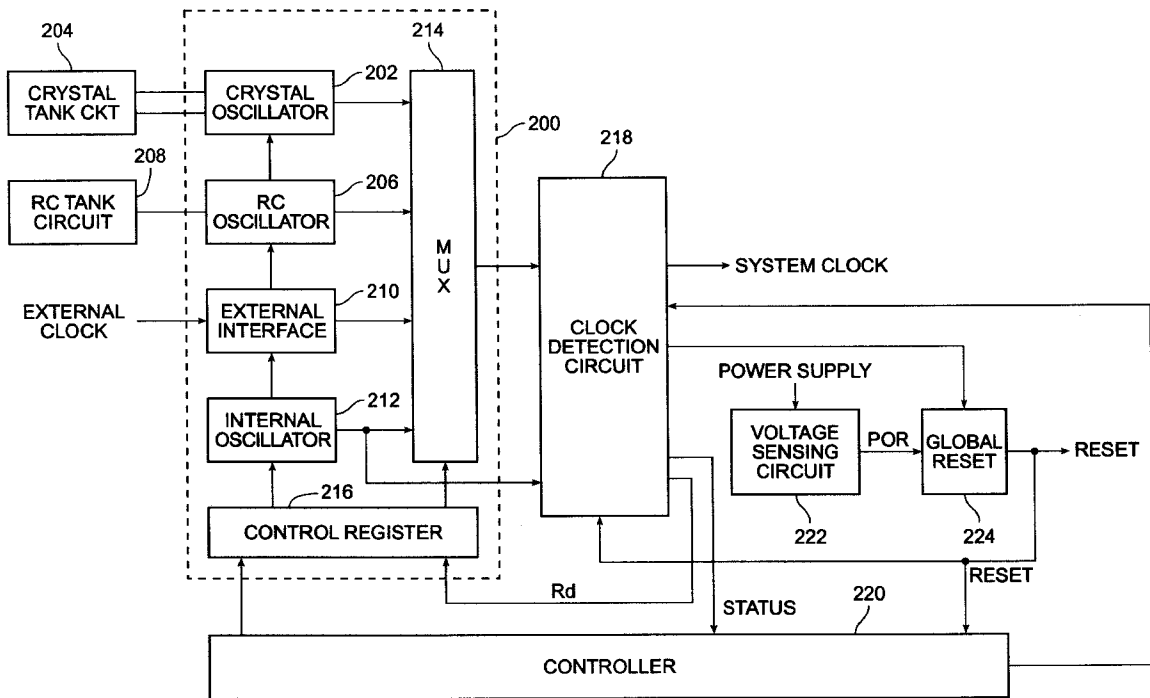 204
CRYSTAL
TANK CKT
202
CRYSTAL
OSCILLATOR
214
200
208
RC TANK
CIRCUIT
206
RC
OSCILLATOR
MUX
218
CLOCK
DETECTION
CIRCUIT
SYSTEM CLOCK
EXTERNAL
CLOCK
210
EXTERNAL
INTERFACE
212
INTERNAL
OSCILLATOR
POWER SUPPLY
VOLTAGE
SENSING
CIRCUIT
222
POR
GLOBAL
RESET
224
RESET
216
CONTROL REGISTER
Rd
STATUS
RESET
220
CONTROLLER